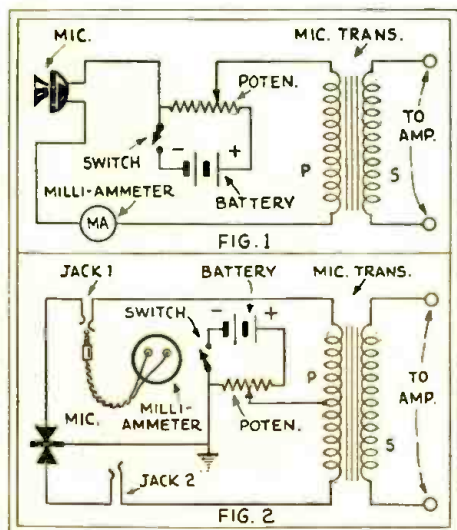 MIC.
MIC. TRANS.
POTEN.
SWITCH
- +
BATTERY
MILLI-AMMETER
MA
P
S
TO AMP.
FIG. 1
JACK 1
BATTERY
MIC. TRANS.
SWITCH
- +
MILLI-AMMETER
MIC.
POTEN.
P
S
TO AMP.
JACK 2
FIG. 2